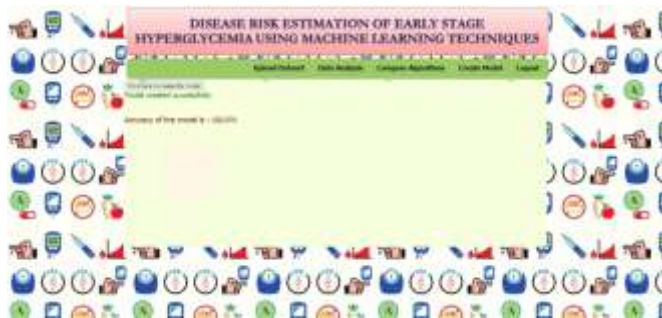 DISEASE RISK ESTIMATION OF EARLY STAGE
HYPERGLYCEMIA USING MACHINE LEARNING TECHNIQUES
Upload Dataset Data Analysis Compare Algorithms Create Model Logout
Model created successfully
Accuracy of the model is :